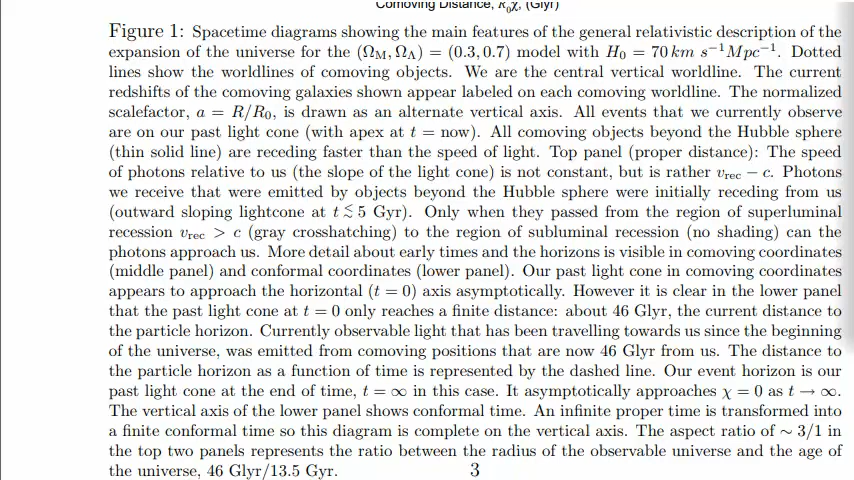 Comoving Distance, R₀χ, (Glyr)
Figure 1: Spacetime diagrams showing the main features of the general relativistic description of the
expansion of the universe for the (Ω_M, Ω_Λ) = (0.3, 0.7) model with H₀ = 70 km s⁻¹Mpc⁻¹. Dotted
lines show the worldlines of comoving objects. We are the central vertical worldline. The current
redshifts of the comoving galaxies shown appear labeled on each comoving worldline. The normalized
scalefactor, a = R/R₀, is drawn as an alternate vertical axis. All events that we currently observe
are on our past light cone (with apex at t = now). All comoving objects beyond the Hubble sphere
(thin solid line) are receding faster than the speed of light. Top panel (proper distance): The speed
of photons relative to us (the slope of the light cone) is not constant, but is rather v_rec − c. Photons
we receive that were emitted by objects beyond the Hubble sphere were initially receding from us
(outward sloping lightcone at t ≲ 5 Gyr). Only when they passed from the region of superluminal
recession v_rec > c (gray crosshatching) to the region of subluminal recession (no shading) can the
photons approach us. More detail about early times and the horizons is visible in comoving coordinates
(middle panel) and conformal coordinates (lower panel). Our past light cone in comoving coordinates
appears to approach the horizontal (t = 0) axis asymptotically. However it is clear in the lower panel
that the past light cone at t = 0 only reaches a finite distance: about 46 Glyr, the current distance to
the particle horizon. Currently observable light that has been travelling towards us since the beginning
of the universe, was emitted from comoving positions that are now 46 Glyr from us. The distance to
the particle horizon as a function of time is represented by the dashed line. Our event horizon is our
past light cone at the end of time, t = ∞ in this case. It asymptotically approaches χ = 0 as t → ∞.
The vertical axis of the lower panel shows conformal time. An infinite proper time is transformed into
a finite conformal time so this diagram is complete on the vertical axis. The aspect ratio of ∼ 3/1 in
the top two panels represents the ratio between the radius of the observable universe and the age of
the universe, 46 Glyr/13.5 Gyr.
3